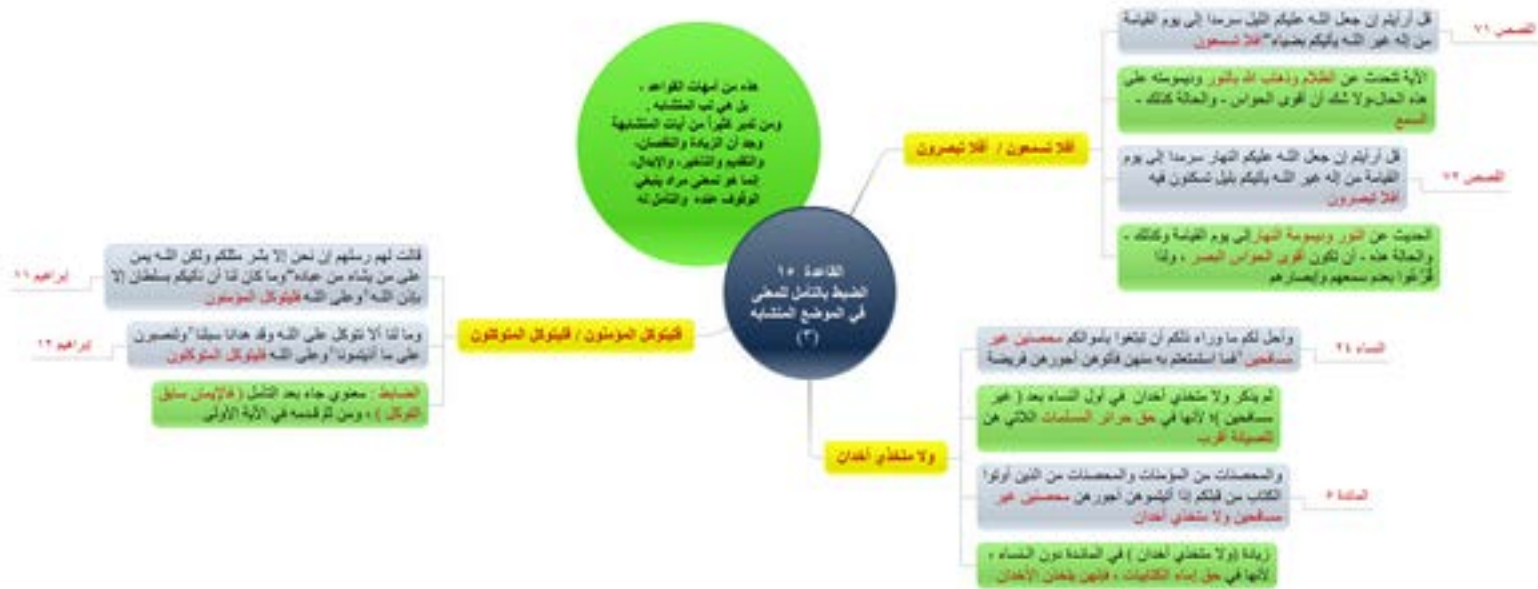 هذه من أمهات القواعد ،
بل هي لب المتشابه ،
ومن تدبر كثيراً من آيات المتشابهة
وجد أن الزيادة والنقصان،
والتقديم والتأخير، والإبدال،
إنما هو لمعنى مراد ينبغي
الوقوف عنده والتأمل له
القاعدة ١٥
الضبط بالتأمل للمعنى
في الموضع المتشابه
(٣)
أفلا تسمعون / أفلا تبصرون
القصص ٧١
قل أرأيتم إن جعل الله عليكم الليل سرمدا إلى يوم القيامة
من إله غير الله يأتيكم بضياء أفلا تسمعون
الآية تتحدث عن الظلام وذهاب الله بالنور وديمومته على
هذه الحال،ولا شك أن أقوى الحواس - والحالة كذلك -
السمع
القصص ٧٢
قل أرأيتم إن جعل الله عليكم النهار سرمدا إلى يوم
القيامة من إله غير الله يأتيكم بليل تسكنون فيه
أفلا تبصرون
الحديث عن النور وديمومة النهار إلى يوم القيامة وكذلك -
والحالة هذه - أن تكون أقوى الحواس البصر ، ولذا
قُرّعوا بعدم سمعهم وإبصارهم
ولا متخذي أخدان
النساء ٢٤
وأحل لكم ما وراء ذلكم أن تبتغوا بأموالكم محصنين غير
مسافحين فما استمتعتم به منهن فآتوهن أجورهن فريضة
لم يذكر ولا متخذي أخدان في أول النساء بعد ( غير
مسافحين )؛ لأنها في حق حرائر المسلمات اللاتي هن
للصيانة أقرب
المائدة ٥
والمحصنات من المؤمنات والمحصنات من الذين أوتوا
الكتاب من قبلكم إذا آتيتموهن أجورهن محصنين غير
مسافحين ولا متخذي أخدان
زيادة (ولا متخذي أخدان ) في المائدة دون النساء ؛
لأنها في حق إماء الكتابيات ، فإنهن يتخذن الأخدان
فليتوكل المؤمنون / فليتوكل المتوكلون
إبراهيم ١١
قالت لهم رسلهم إن نحن إلا بشر مثلكم ولكن الله يمن
على من يشاء من عباده وما كان لنا أن نأتيكم بسلطان إلا
بإذن الله وعلى الله فليتوكل المؤمنون
إبراهيم ١٢
وما لنا ألا نتوكل على الله وقد هدانا سبلنا ولنصبرن
على ما آذيتمونا وعلى الله فليتوكل المتوكلون
الضابط : معنوي جاء بعد التأمل ( فالإيمان سابق
التوكل ) ، ومن ثم قدمه في الآية الأولى